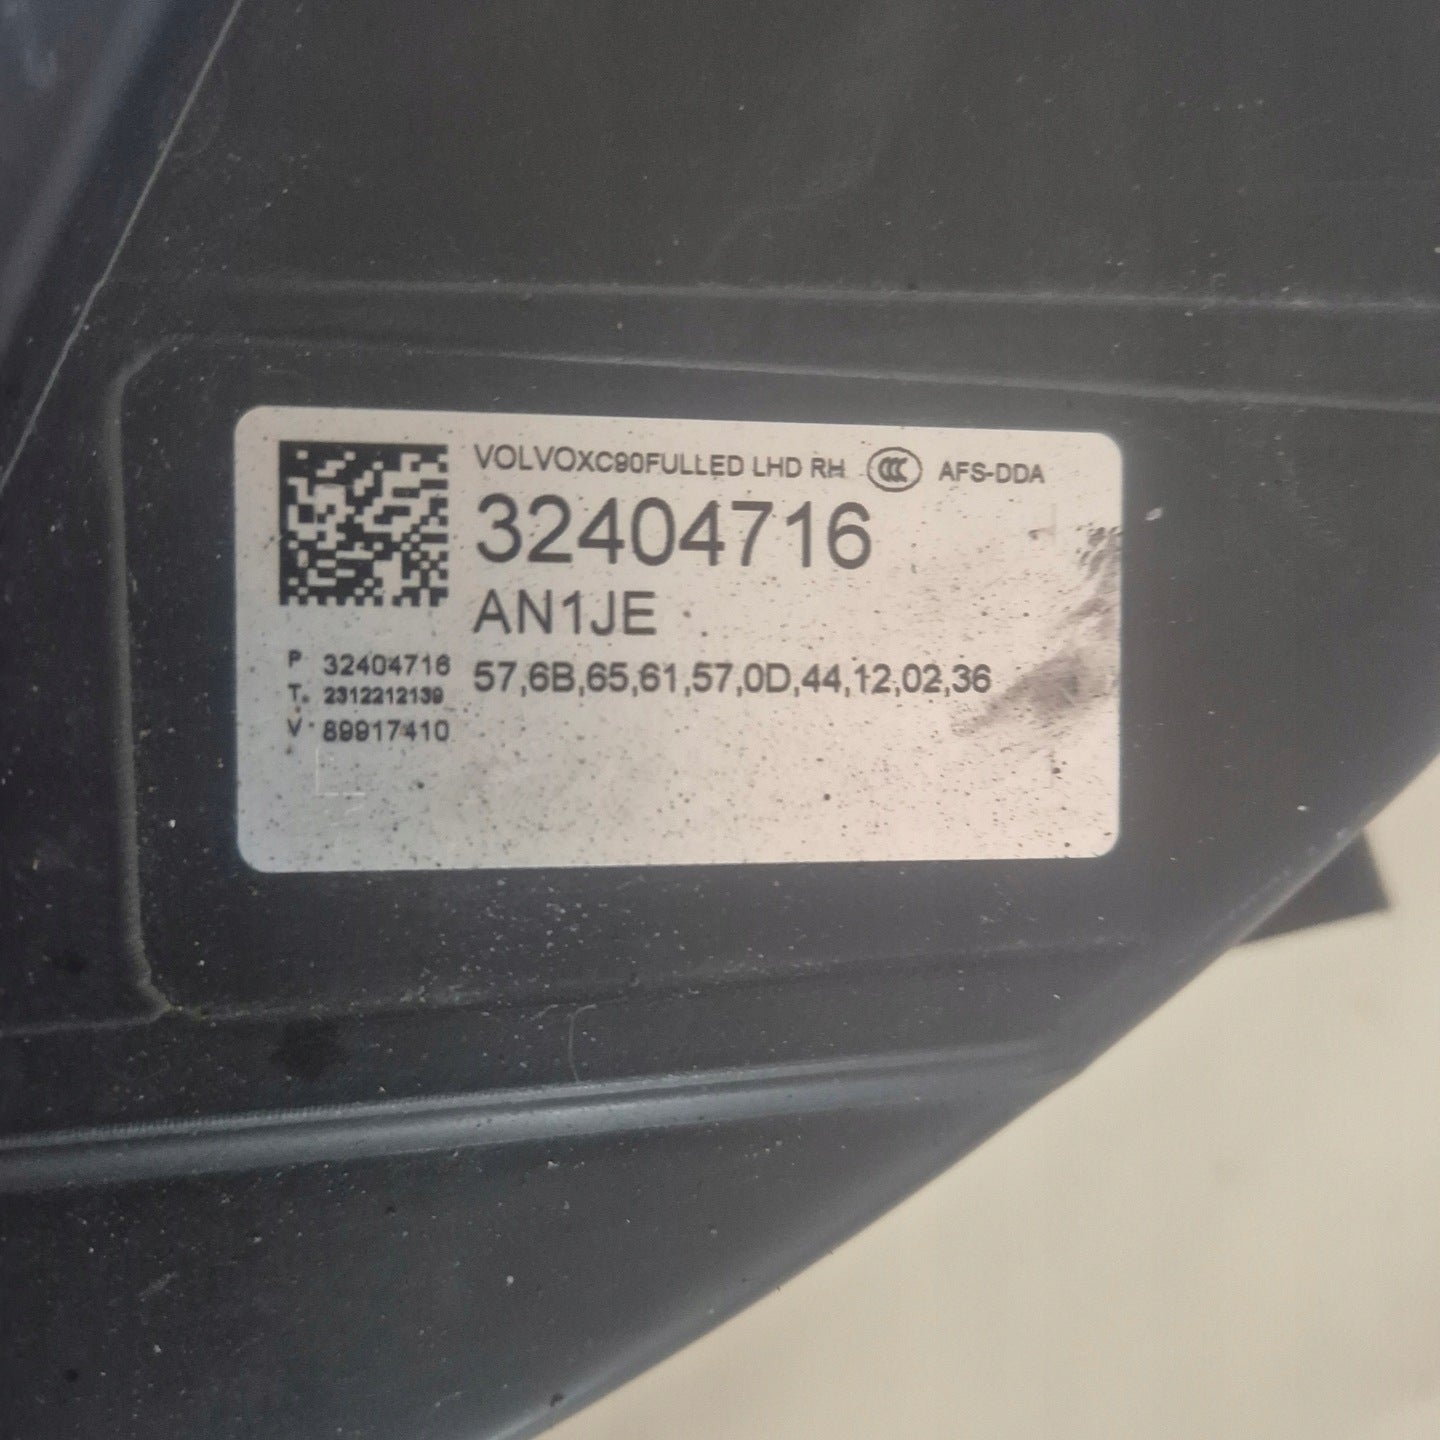 VOLVOXC90FULLED LHD RH CCC AFS-DDA
32404716
AN1JE
57,6B,65,61,57,0D,44,12,02,36
P 32404716
T. 2312212139
V 89917410